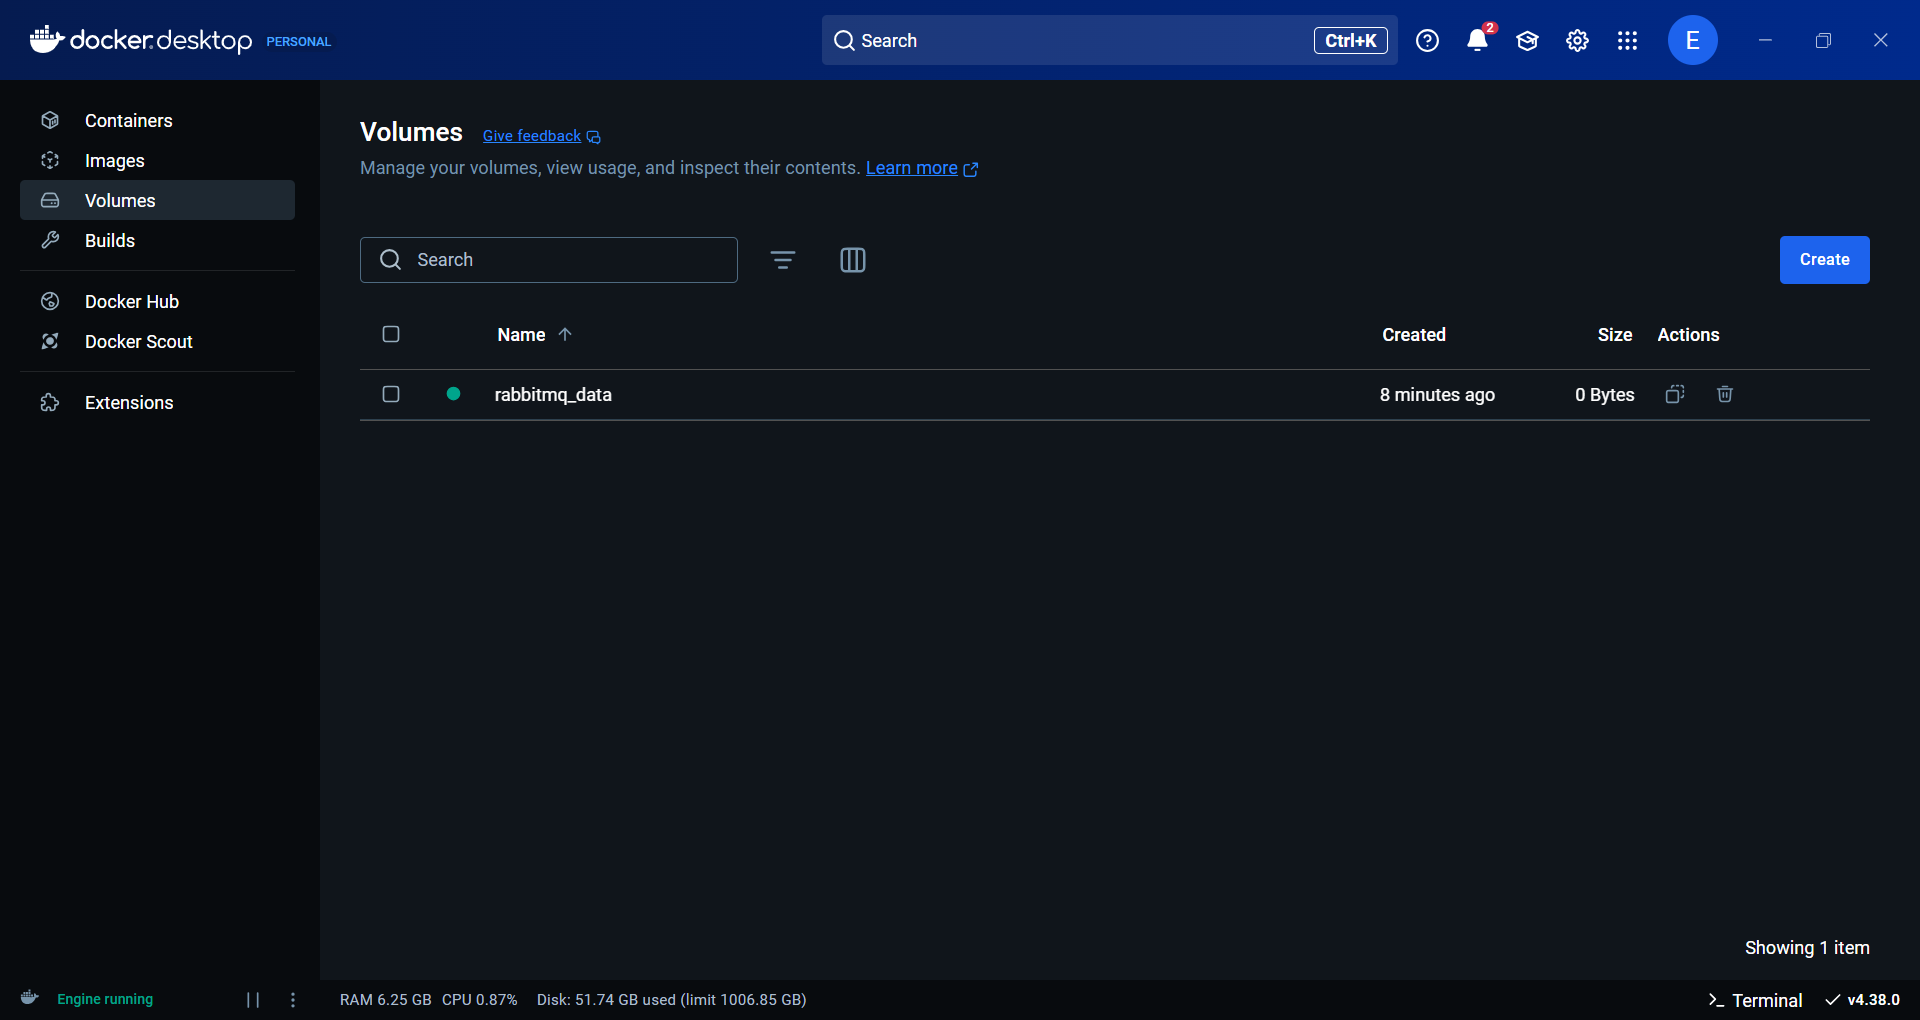 docker.desktop PERSONAL
Search Ctrl+K 2 E
Containers
Images
Volumes
Builds
Docker Hub
Docker Scout
Extensions
Volumes Give feedback
Manage your volumes, view usage, and inspect their contents. Learn more
Search
Create
Name Created Size Actions
rabbitmq_data 8 minutes ago 0 Bytes
Showing 1 item
Engine running RAM 6.25 GB CPU 0.87% Disk: 51.74 GB used (limit 1006.85 GB) Terminal v4.38.0